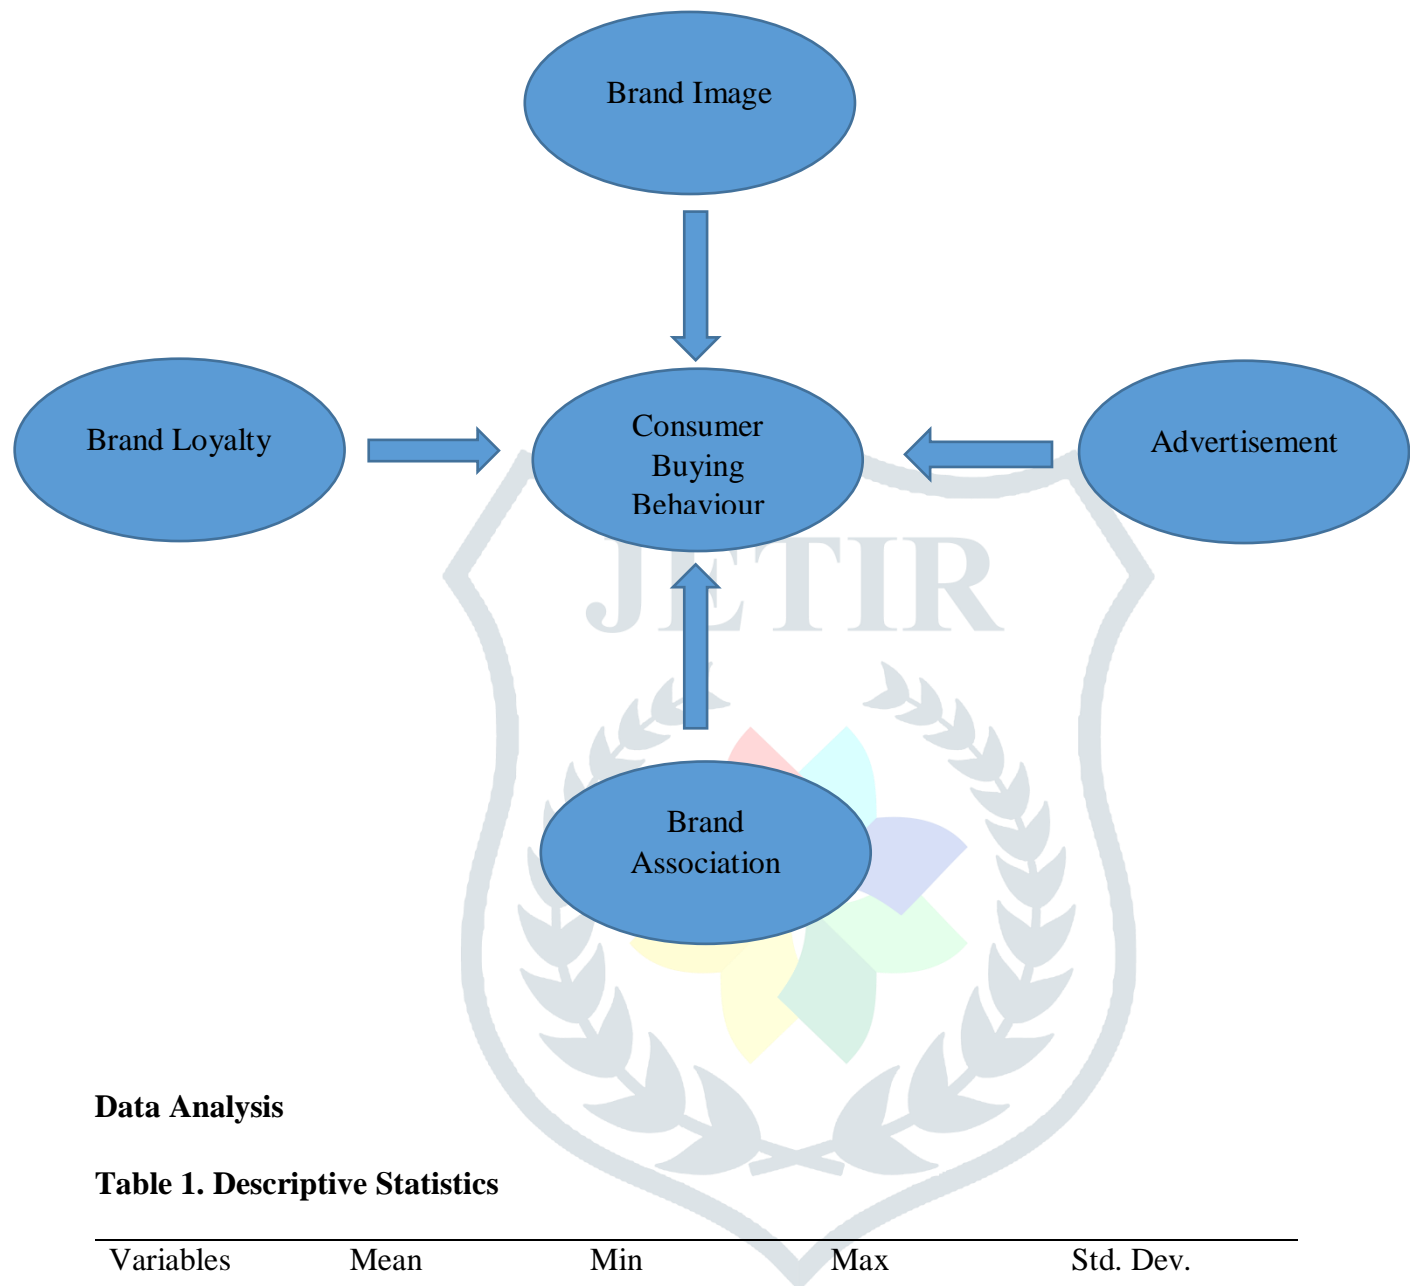 Brand Image
Brand Loyalty
Consumer
Buying
Behaviour
Advertisement
JETIR
Brand
Association
Data Analysis
Table 1. Descriptive Statistics
Variables Mean Min Max Std. Dev.